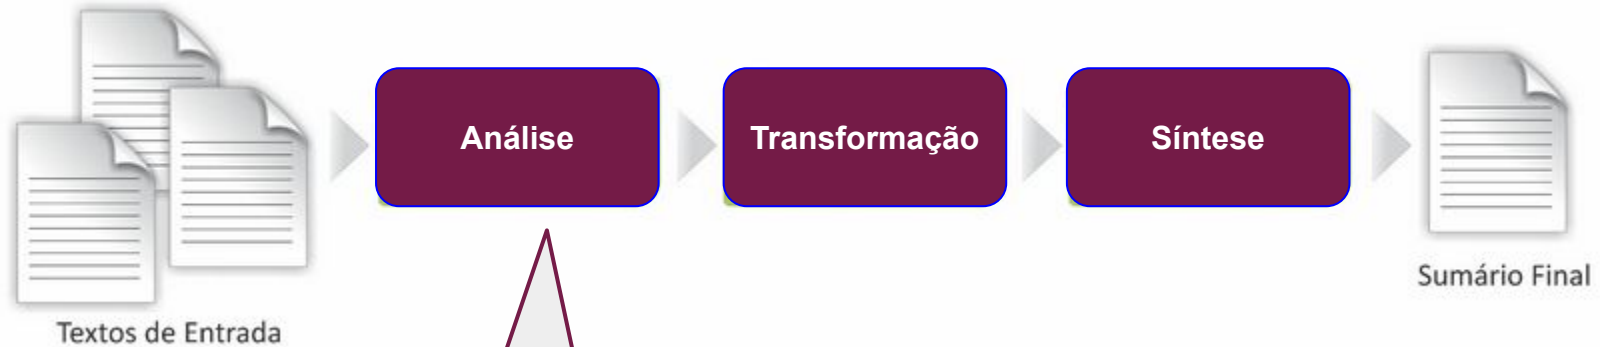 Análise
Transformação
Síntese
Sumário Final
Textos de Entrada